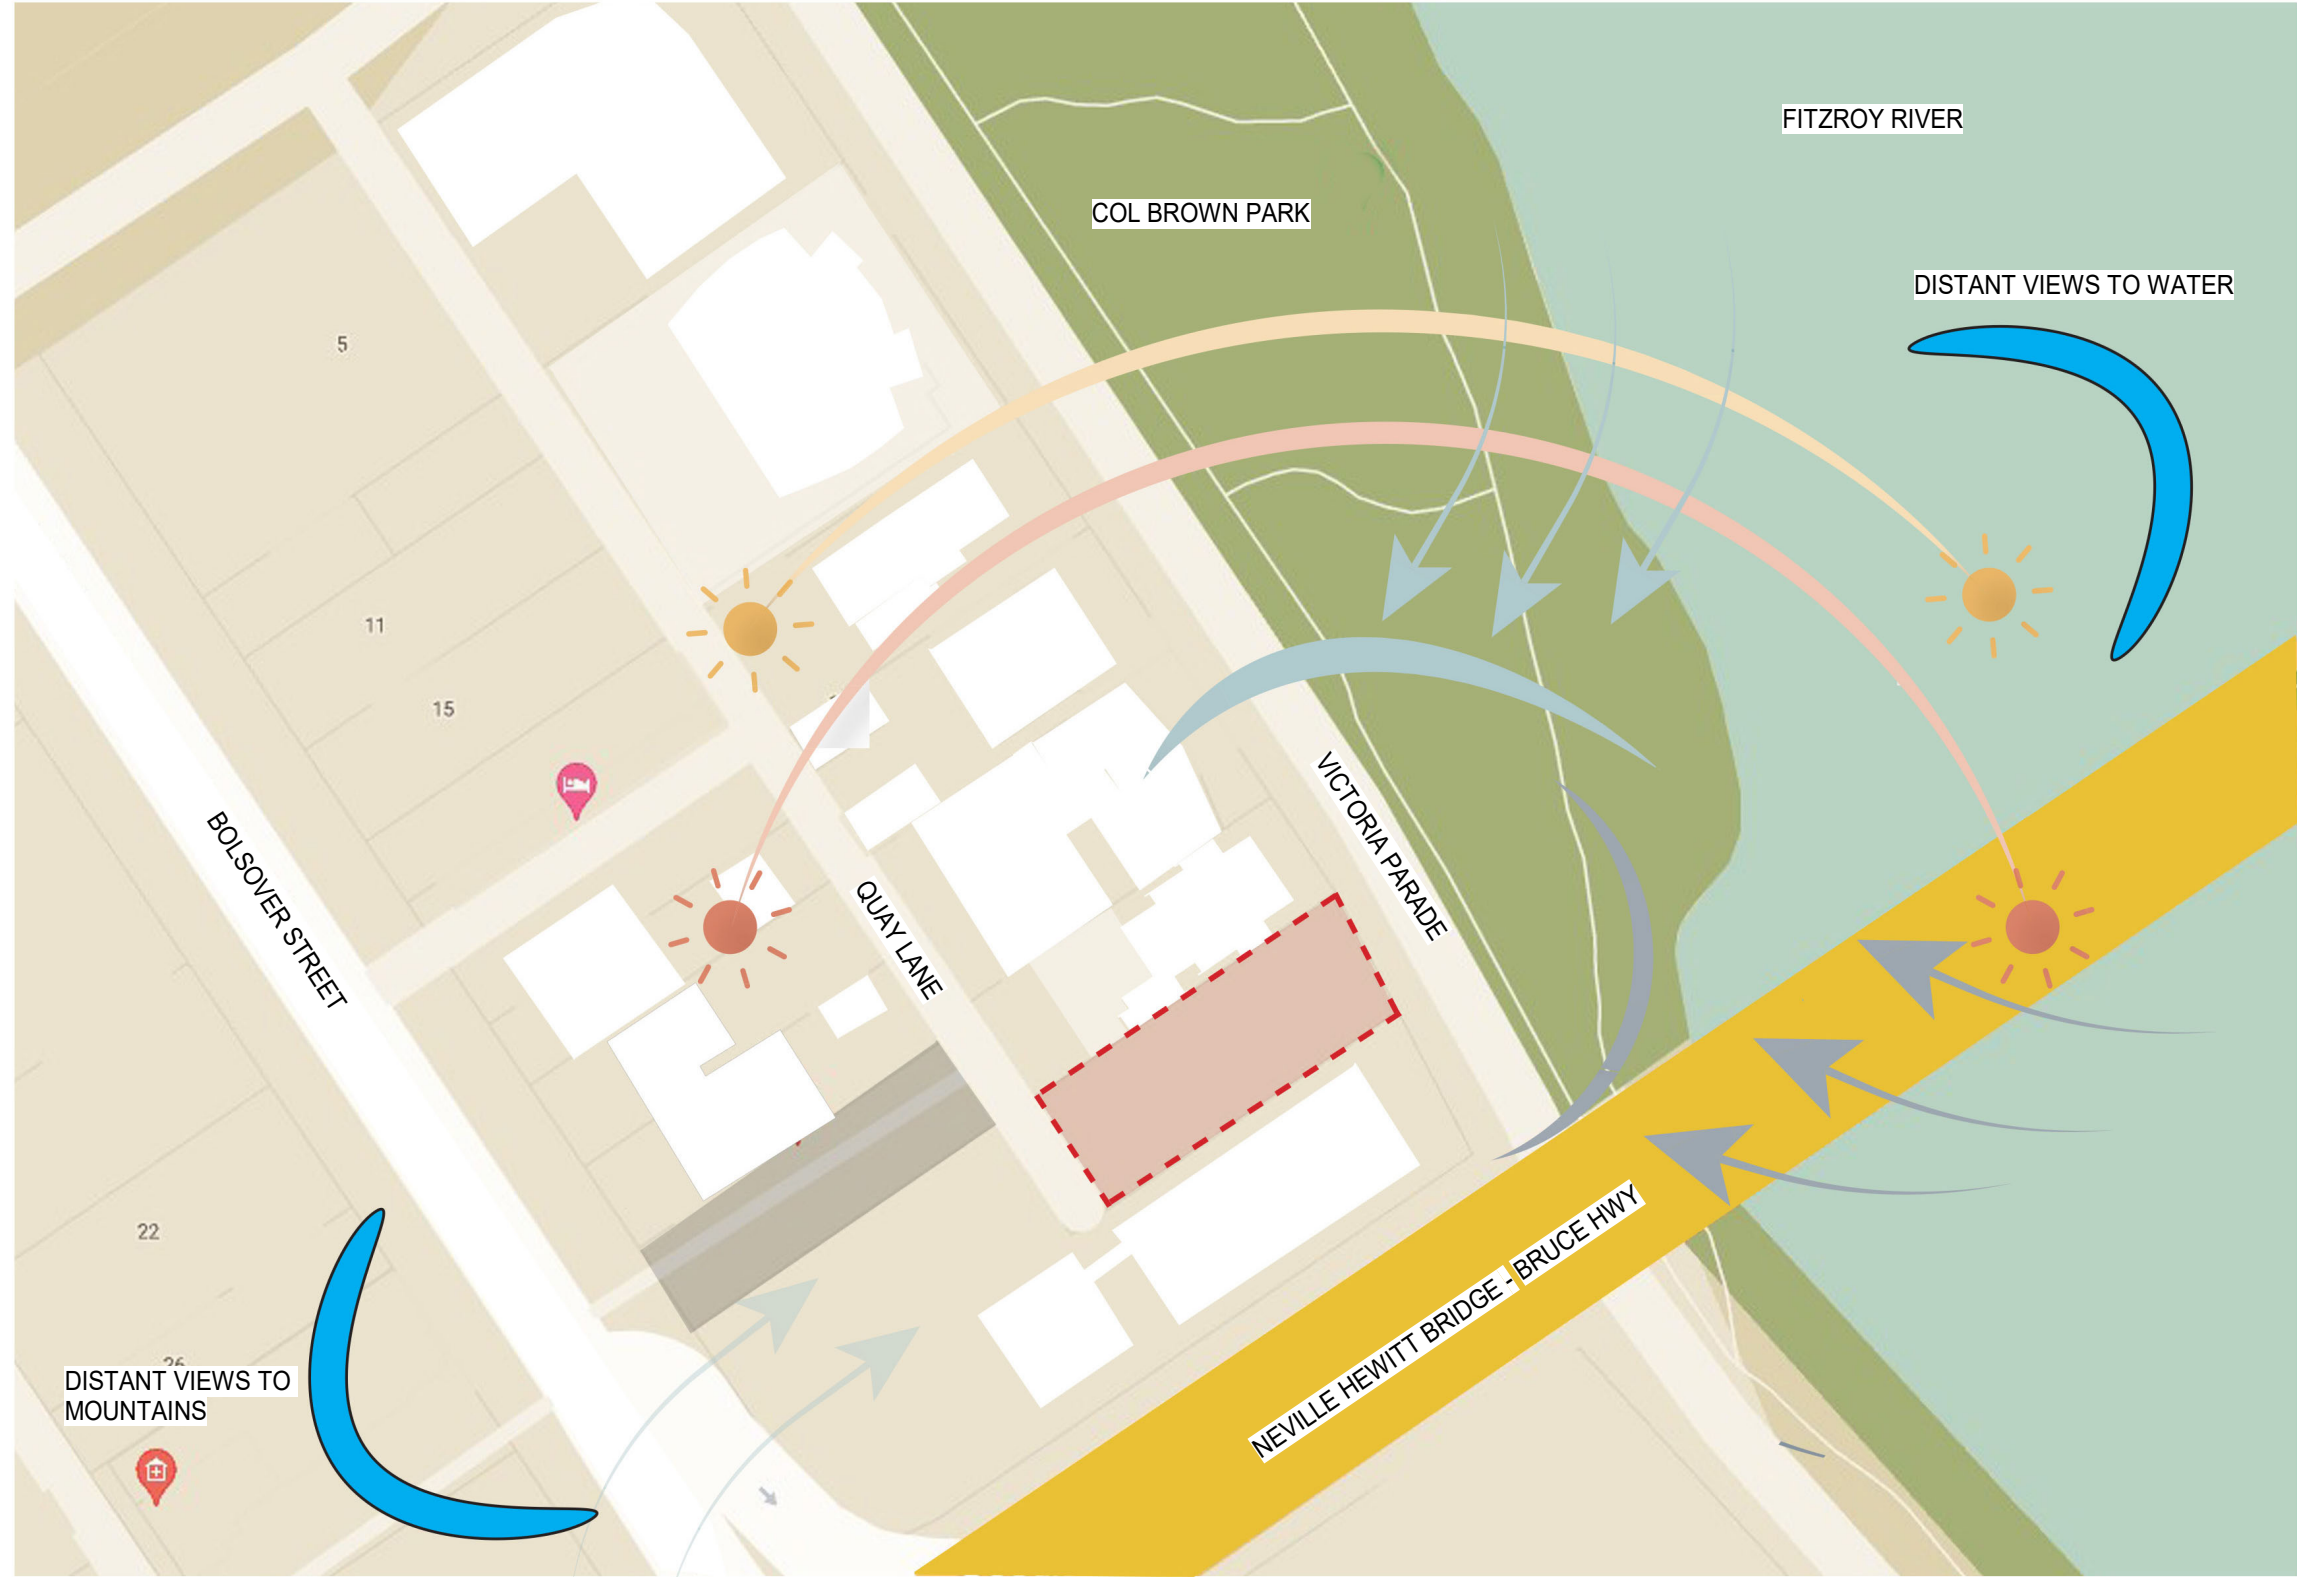 FITZROY RIVER
COL BROWN PARK
DISTANT VIEWS TO WATER
5
11
15
VICTORIA PARADE
BOLSOVER STREET
QUAY LANE
22
NEVILLE HEWITT BRIDGE - BRUCE HWY
26
DISTANT VIEWS TO
MOUNTAINS